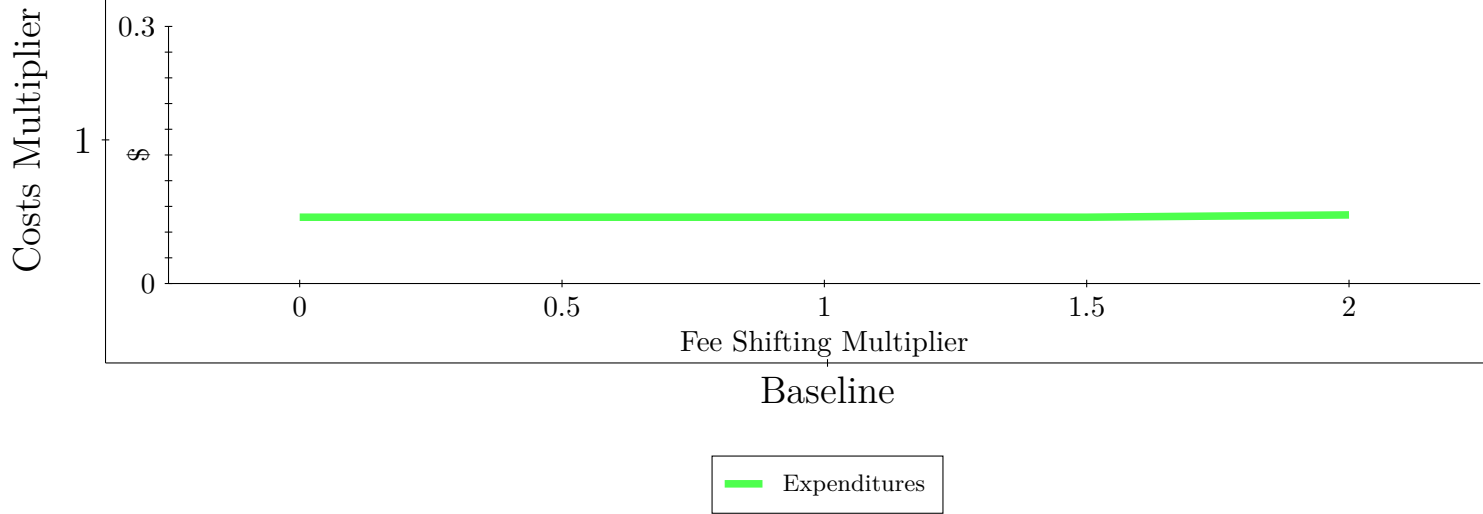 Costs Multiplier
1
$
0.3
0
0 0.5 1 1.5 2
Fee Shifting Multiplier
Baseline
Expenditures